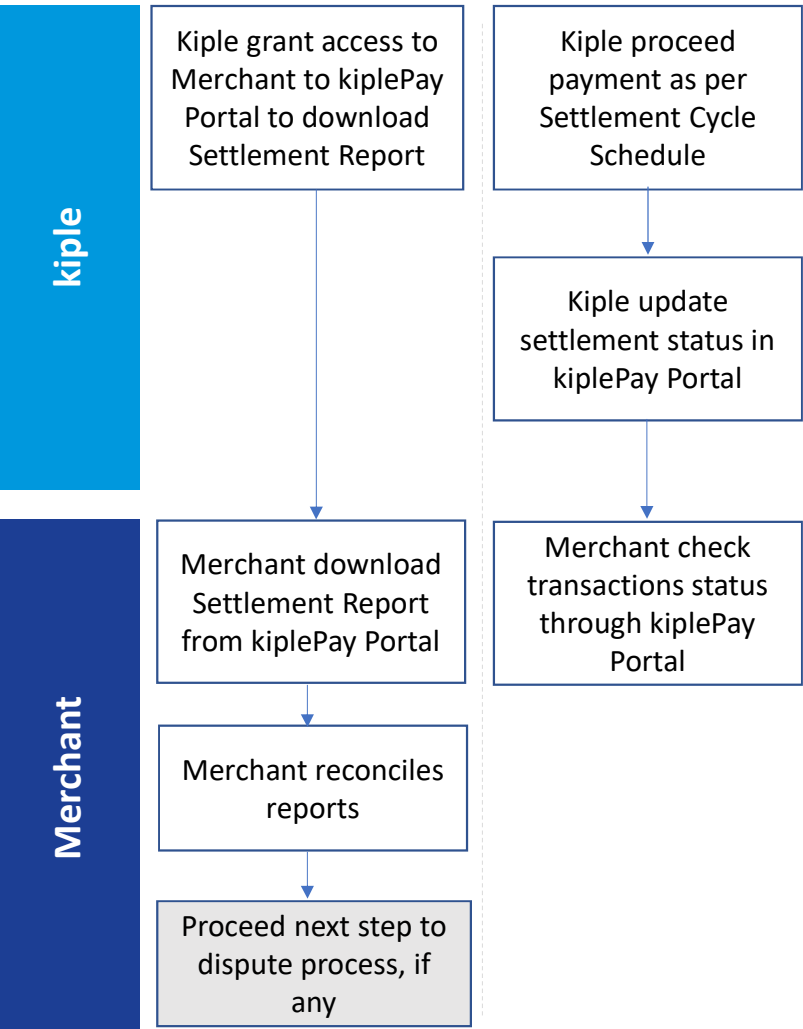 kiple
Kiple grant access to
Merchant to kiplePay
Portal to download
Settlement Report
Kiple proceed
payment as per
Settlement Cycle
Schedule
Kiple update
settlement status in
kiplePay Portal
Merchant
Merchant download
Settlement Report
from kiplePay Portal
Merchant check
transactions status
through kiplePay
Portal
Merchant reconciles
reports
Proceed next step to
dispute process, if
any